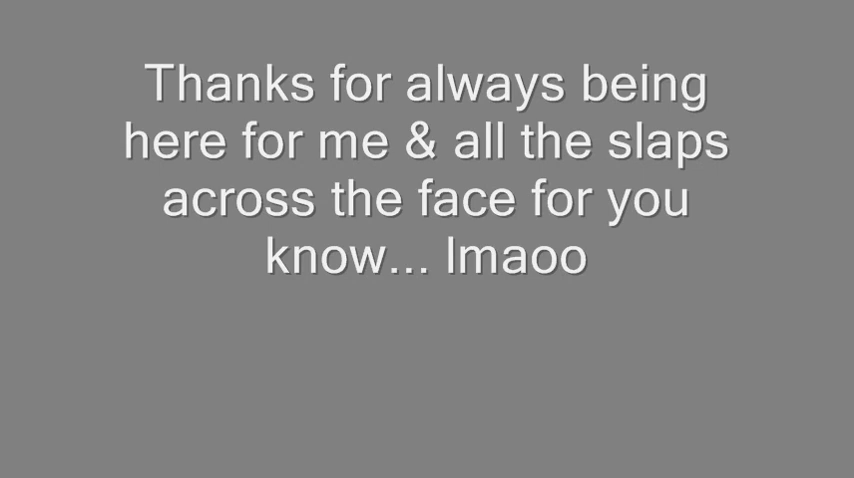 Thanks for always being
here for me & all the slaps
across the face for you
know... lmaoo